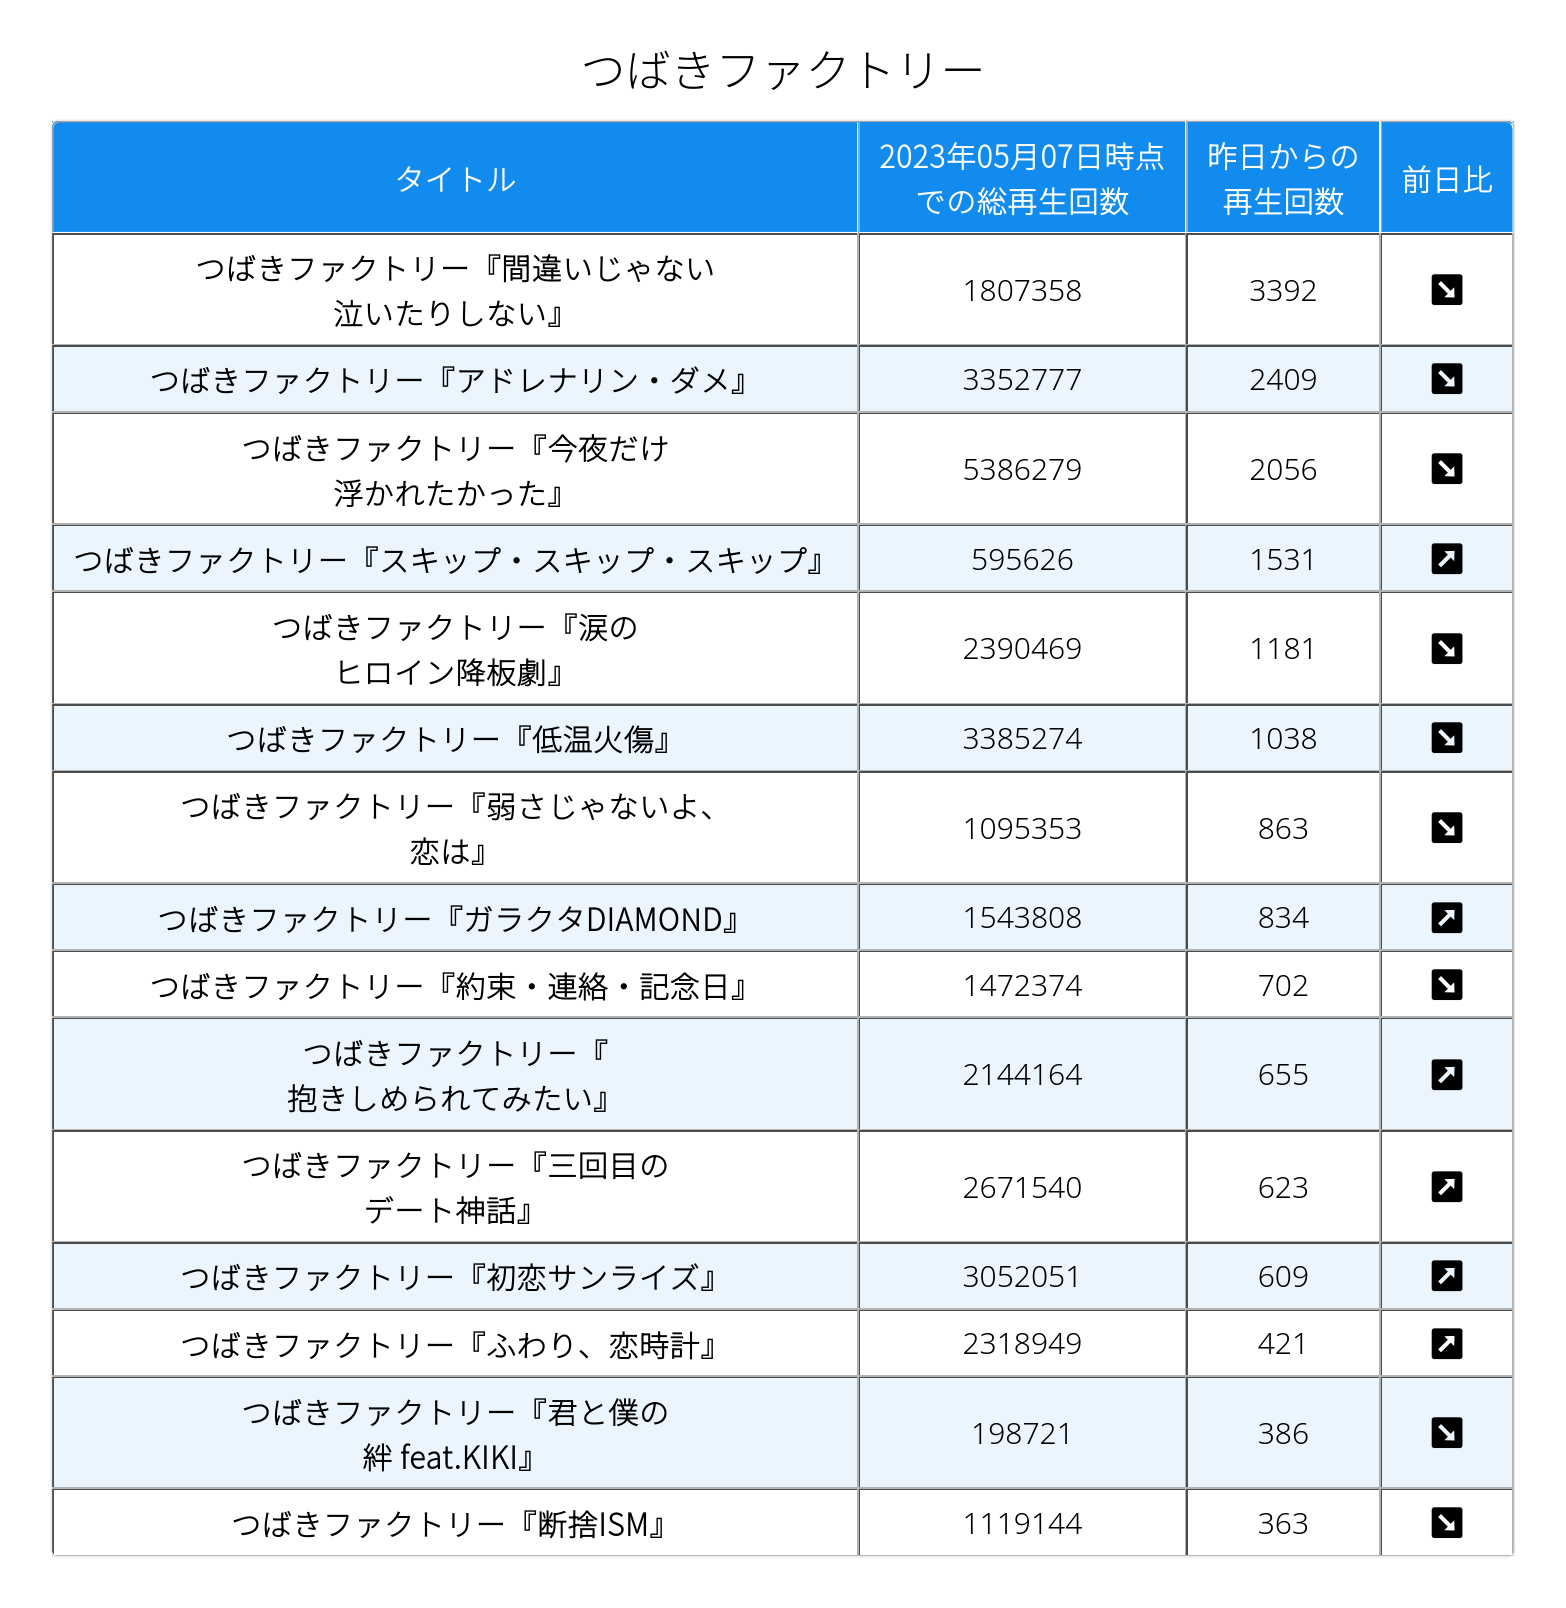 つばきファクトリー
タイトル
2023年05月07日時点
での総再生回数
昨日からの
再生回数
前日比
つばきファクトリー『間違いじゃない
泣いたりしない』
1807358
3392
↘
つばきファクトリー『アドレナリン・ダメ』
3352777
2409
↘
つばきファクトリー『今夜だけ
浮かれたかった』
5386279
2056
↘
つばきファクトリー『スキップ・スキップ・スキップ』
595626
1531
↗
つばきファクトリー『涙の
ヒロイン降板劇』
2390469
1181
↘
つばきファクトリー『低温火傷』
3385274
1038
↘
つばきファクトリー『弱さじゃないよ、
恋は』
1095353
863
↘
つばきファクトリー『ガラクタDIAMOND』
1543808
834
↗
つばきファクトリー『約束・連絡・記念日』
1472374
702
↘
つばきファクトリー『
抱きしめられてみたい』
2144164
655
↗
つばきファクトリー『三回目の
デート神話』
2671540
623
↗
つばきファクトリー『初恋サンライズ』
3052051
609
↗
つばきファクトリー『ふわり、恋時計』
2318949
421
↗
つばきファクトリー『君と僕の
絆 feat.KIKI』
198721
386
↘
つばきファクトリー『断捨ISM』
1119144
363
↘